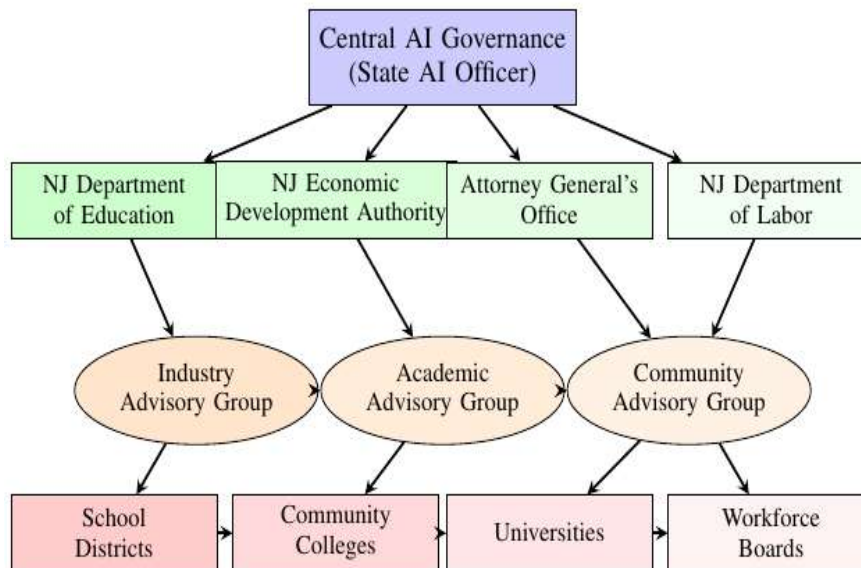 Central AI Governance
(State AI Officer)
NJ Department
of Education
NJ Economic
Development Authority
Attorney General's
Office
NJ Department
of Labor
Industry
Advisory Group
Academic
Advisory Group
Community
Advisory Group
School
Districts
Community
Colleges
Universities
Workforce
Boards